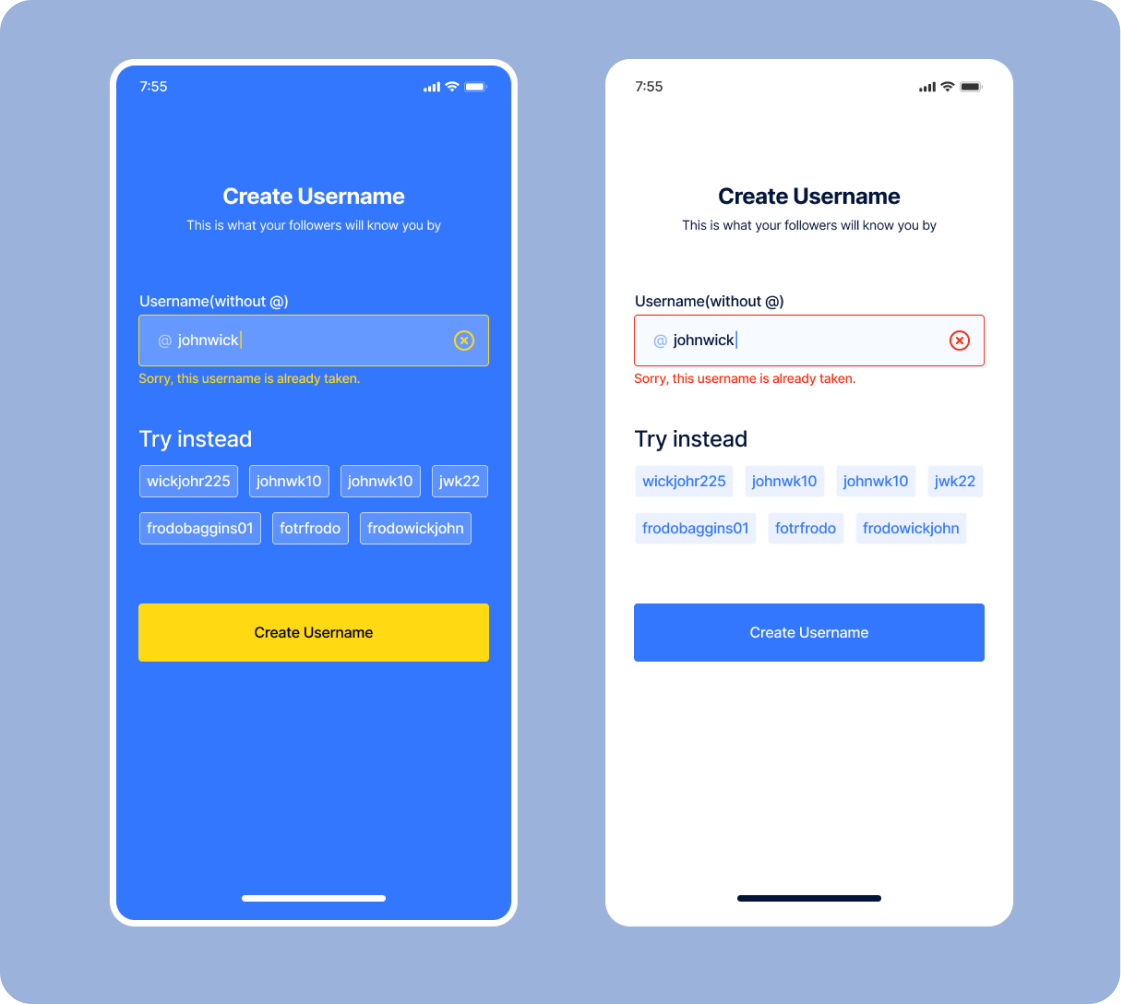 7:55
Create Username
This is what your followers will know you by
Username(without @)
@ johnwick
Sorry, this username is already taken.
Try instead
wickjohr225 johnwk10 johnwk10 jwk22
frodobaggins01 fotrfrodo frodowickjohn
Create Username
7:55
Create Username
This is what your followers will know you by
Username(without @)
@ johnwick
Sorry, this username is already taken.
Try instead
wickjohr225 johnwk10 johnwk10 jwk22
frodobaggins01 fotrfrodo frodowickjohn
Create Username